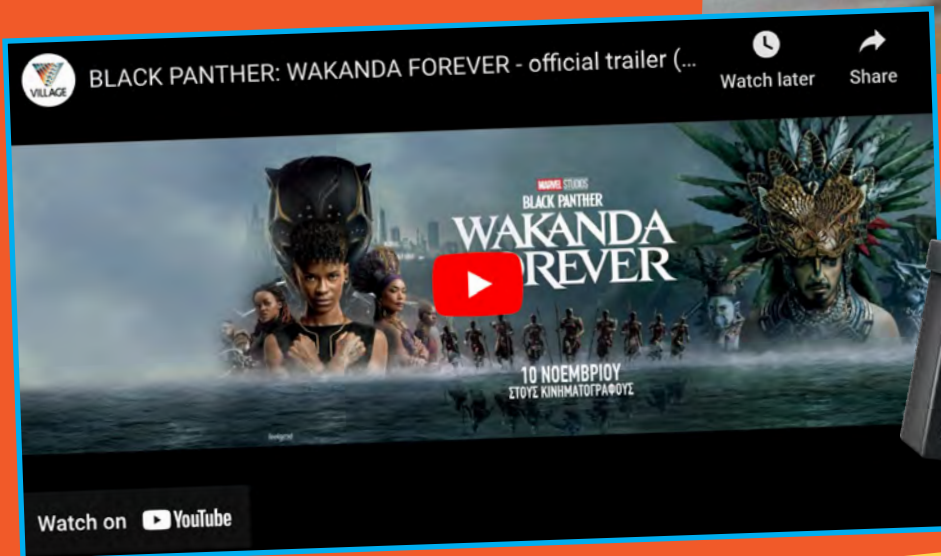 VILLAGE
BLACK PANTHER: WAKANDA FOREVER - official trailer (...
Watch later
Share
MARVEL STUDIOS
BLACK PANTHER
WAKANDA
REVER
10 ΝΟΕΜΒΡΙΟΥ
ΣΤΟΥΣ ΚΙΝΗΜΑΤΟΓΡΑΦΟΥΣ
Watch on YouTube